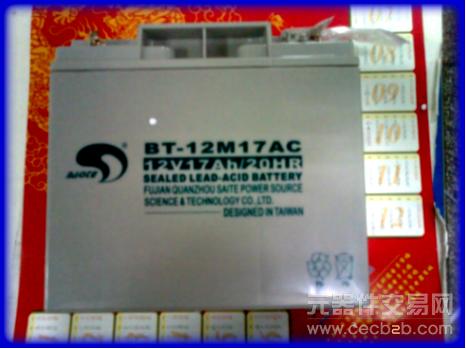 BT-12M17AC
12V17Ah/20HR
SEALED LEAD-ACID BATTERY
FUJIAN QUANZHOU SAITE POWER SOURCE
SCIENCE & TECHNOLOGY CO.,LTD.
DESIGNED IN TAIWAN
元器件交易网
www.cecb2b.com